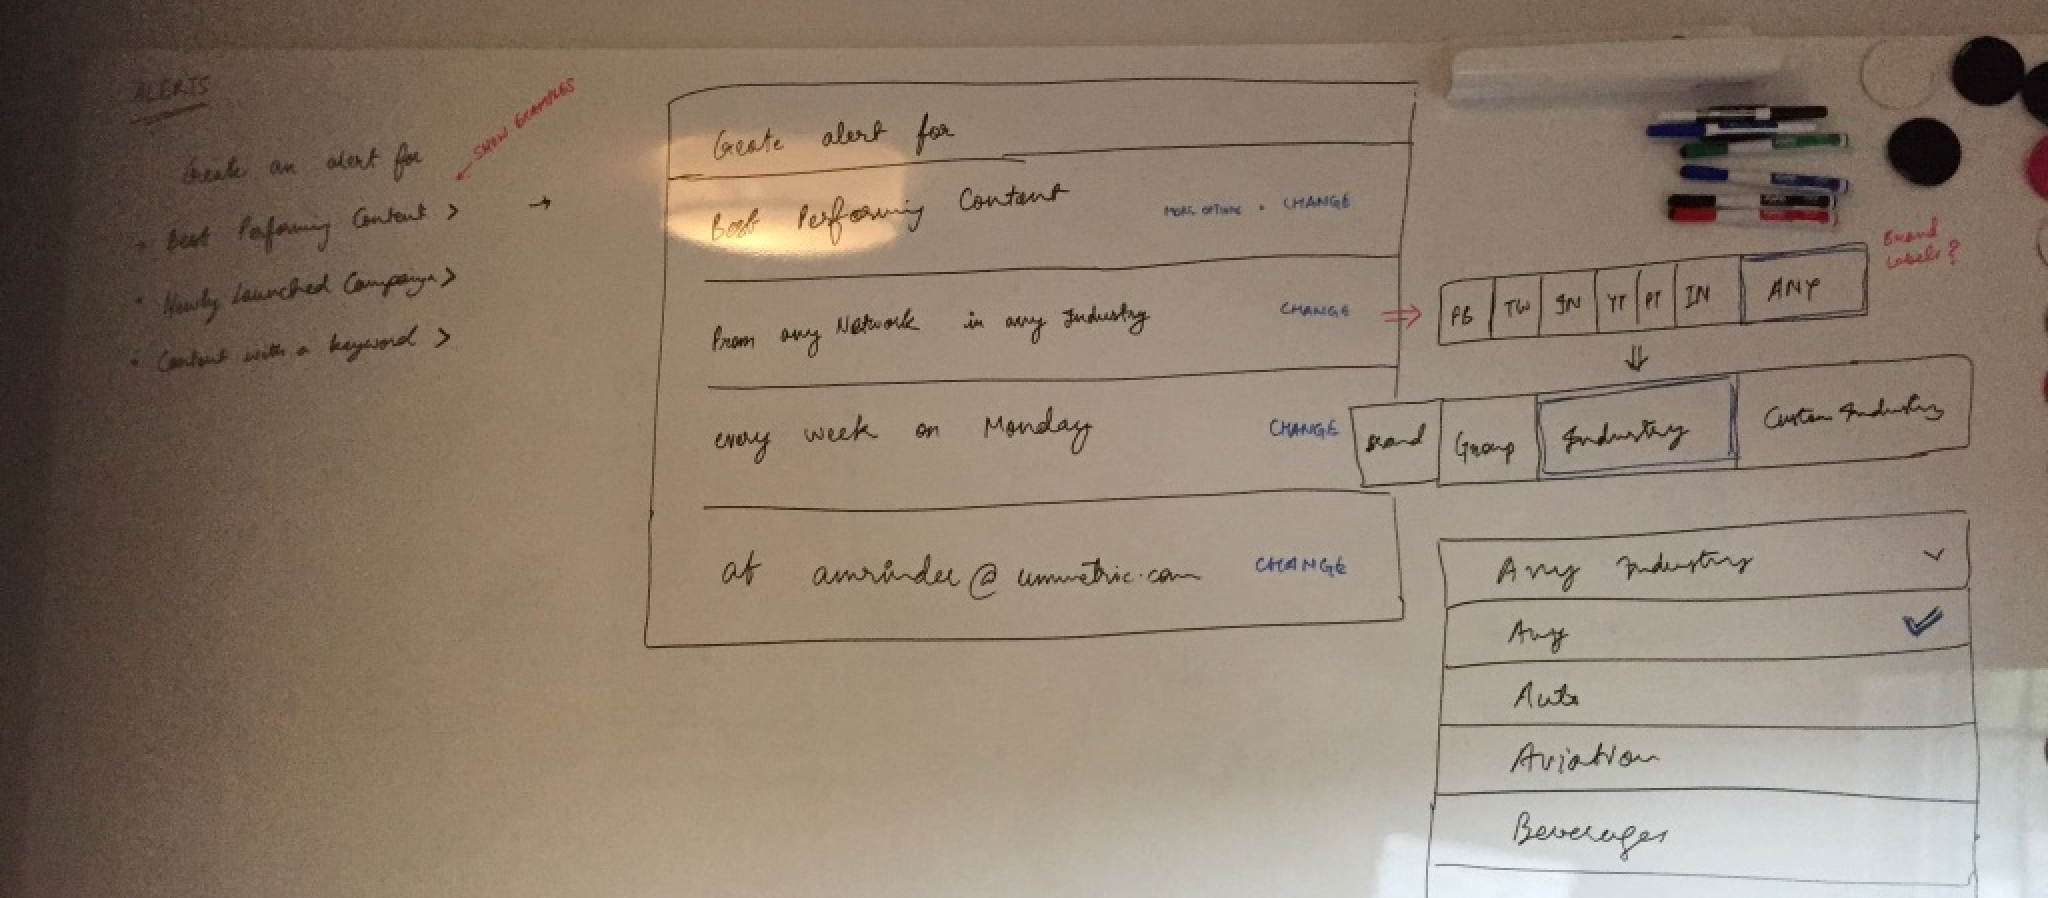 ALERTS
Create an alert for
SHOW EXAMPLES
• Best Performing Content >
• Newly Launched Campaign >
• Content with a keyword >
→
Create alert for
Best Performing Content MORE OPTIONS • CHANGE
From any Network in any Industry CHANGE
every week on Monday CHANGE
at amrinder@unmetric.com CHANGE
Brand
Labels?
FB TW IN YT PT IN ANY
Brand Group Industry Custom Industry
Any Industry
Any
Auto
Aviation
Beverages